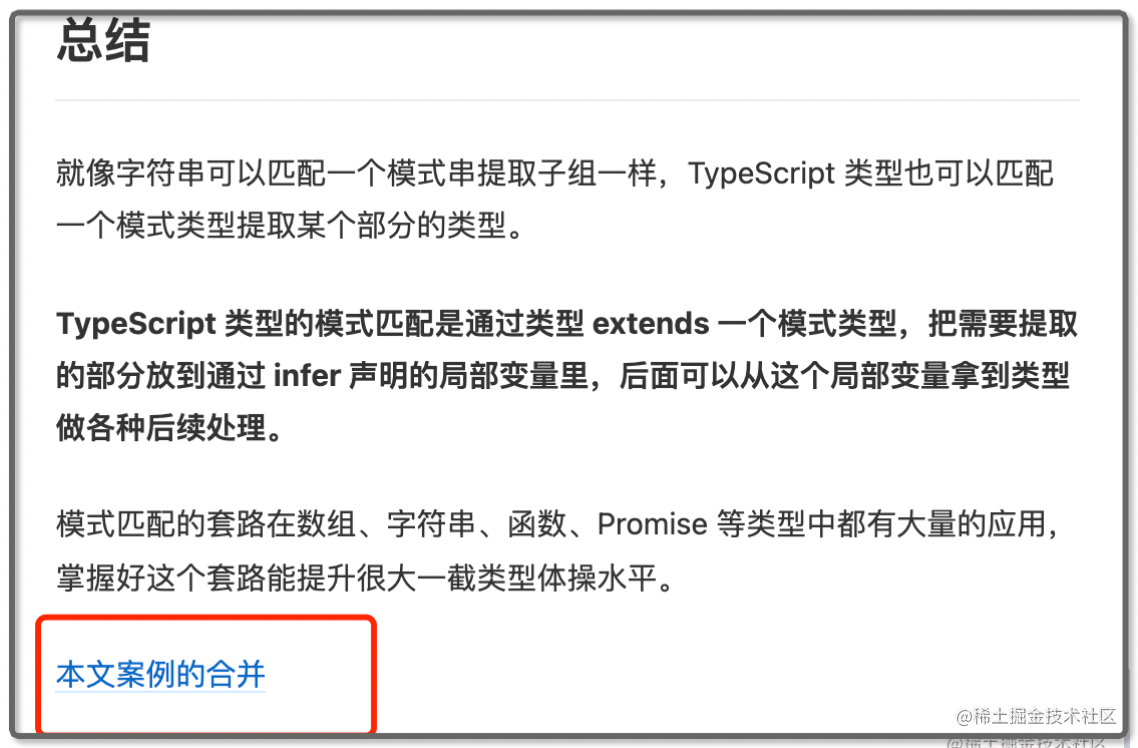 总结
就像字符串可以匹配一个模式串提取子组一样，TypeScript 类型也可以匹配
一个模式类型提取某个部分的类型。
TypeScript 类型的模式匹配是通过类型 extends 一个模式类型，把需要提取
的部分放到通过 infer 声明的局部变量里，后面可以从这个局部变量拿到类型
做各种后续处理。
模式匹配的套路在数组、字符串、函数、Promise 等类型中都有大量的应用，
掌握好这个套路能提升很大一截类型体操水平。
本文案例的合并
@稀土掘金技术社区
@稀土掘金技术社区